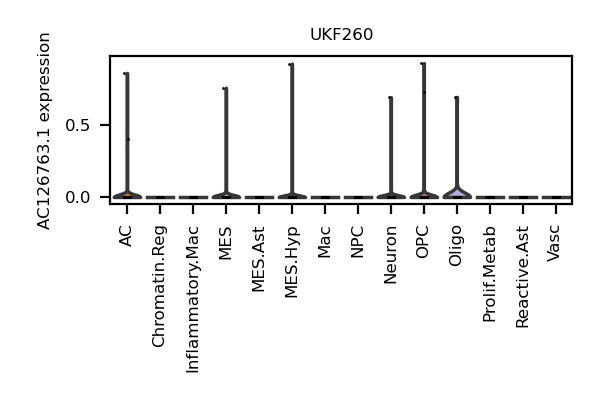 UKF260
AC126763.1 expression
0.5
0.0
AC
Chromatin.Reg
Inflammatory.Mac
MES
MES.Ast
MES.Hyp
Mac
NPC
Neuron
OPC
Oligo
Prolif.Metab
Reactive.Ast
Vasc